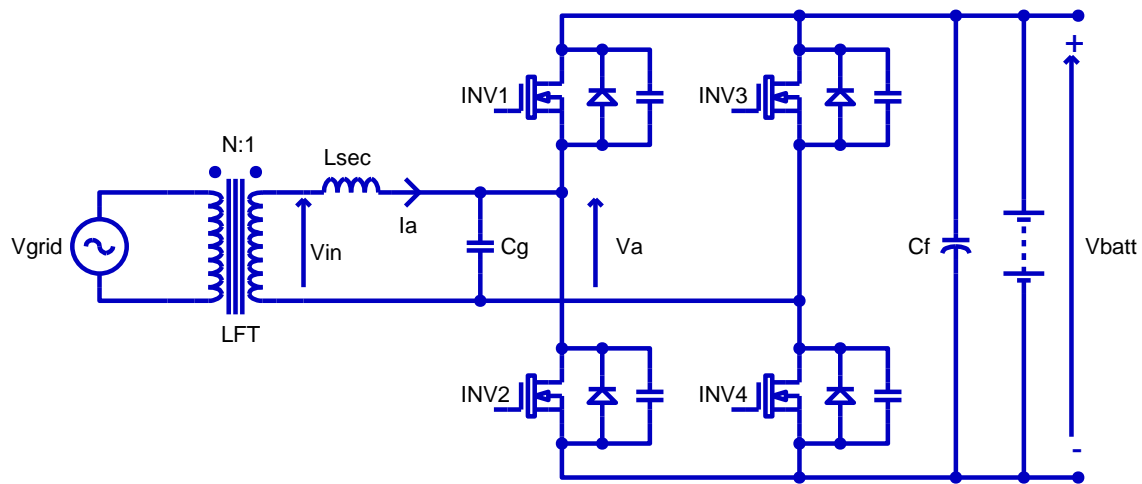 INV1
INV3
N:1
Lsec
Ia
Vgrid
Vin
Cg
Va
Cf
+
Vbatt
LFT
INV2
INV4
-